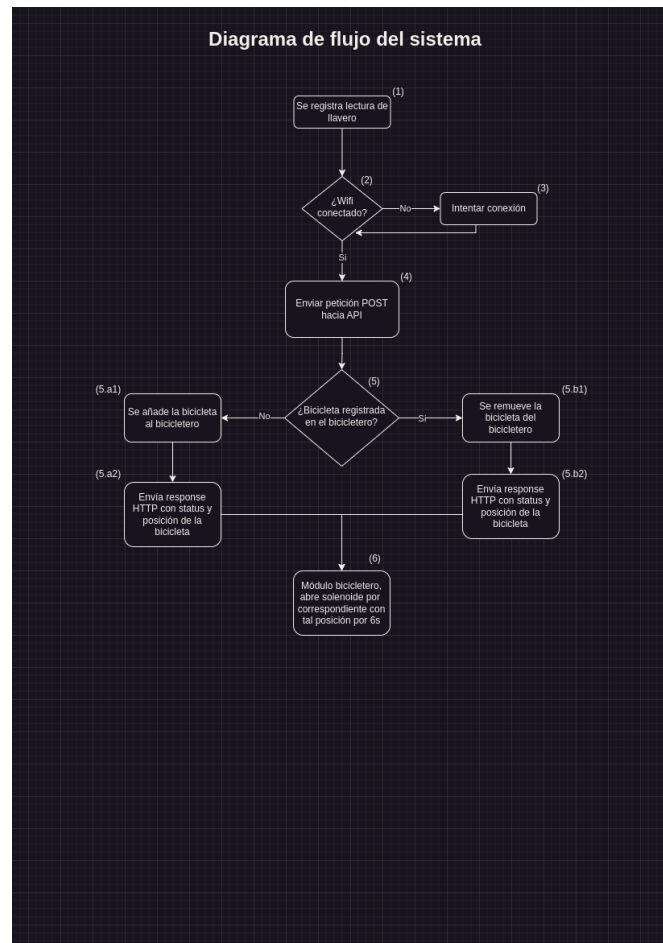 Diagrama de flujo del sistema
(1)
Se registra lectura de
llavero
(2)
¿Wifi
conectado?
No
(3)
Intentar conexión
Si
(4)
Enviar petición POST
hacia API
(5)
¿Bicicleta registrada
en el bicicletero?
No
Si
(5.a1)
Se añade la bicicleta
al bicicletero
(5.b1)
Se remueve la
bicicleta del
bicicletero
(5.a2)
Envía response
HTTP con status y
posición de la
bicicleta
(5.b2)
Envía response
HTTP con status y
posición de la
bicicleta
(6)
Módulo bicicletero,
abre solenoide por
correspondiente con
tal posición por 6s